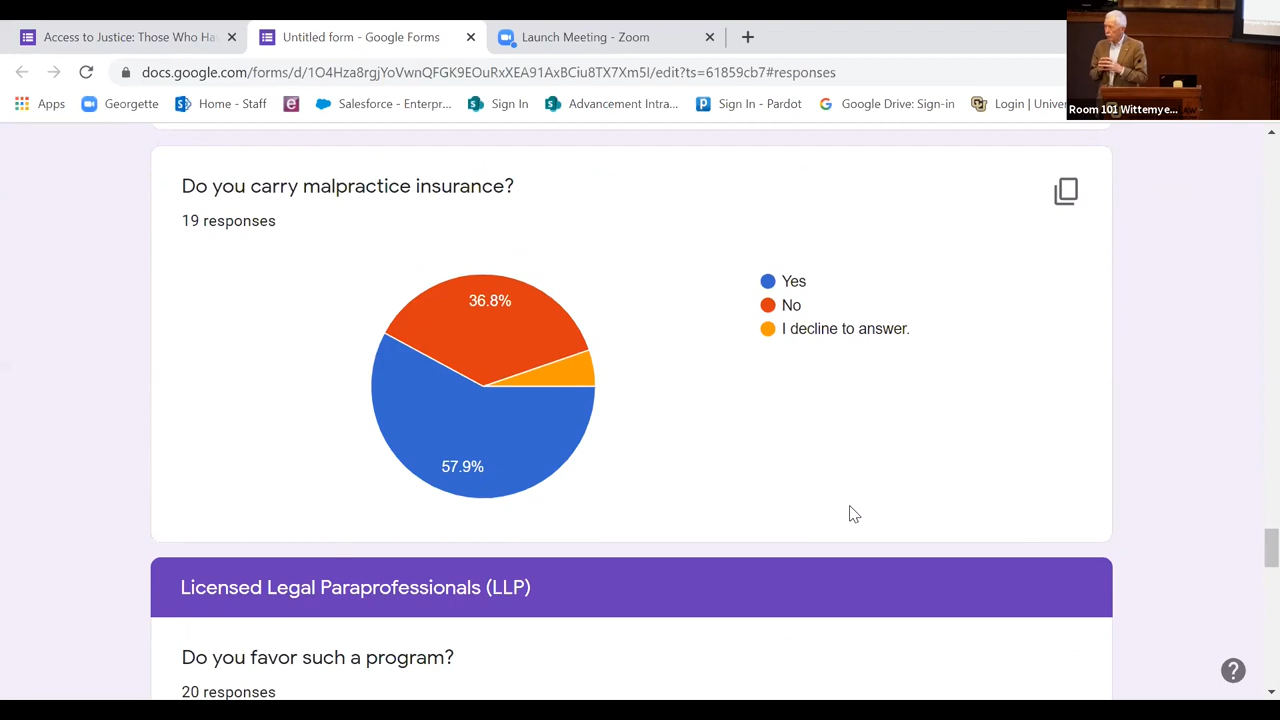 Access to Justice: Those Who Ha
Untitled form - Google Forms
Lau
ting - Zoom
docs.google.com/forms/d/1O4Hza8rgjYoVwnQFGK9EOuRxXEA91AxBCiu8TX7Xm5I/edit?ts=61859cb7#responses
Apps
Georgette
Home - Staff
Salesforce - Enterpr...
Sign In
Advancement Intra...
Sign In - Pardot
Google Drive: Sign-in
Login | Univer
Room 101 Wittemye...
Do you carry malpractice insurance?
19 responses
36.8%
57.9%
Yes
No
I decline to answer.
Licensed Legal Paraprofessionals (LLP)
Do you favor such a program?
20 responses